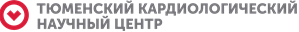 ТЮМЕНСКИЙ КАРДИОЛОГИЧЕСКИЙ
НАУЧНЫЙ ЦЕНТР